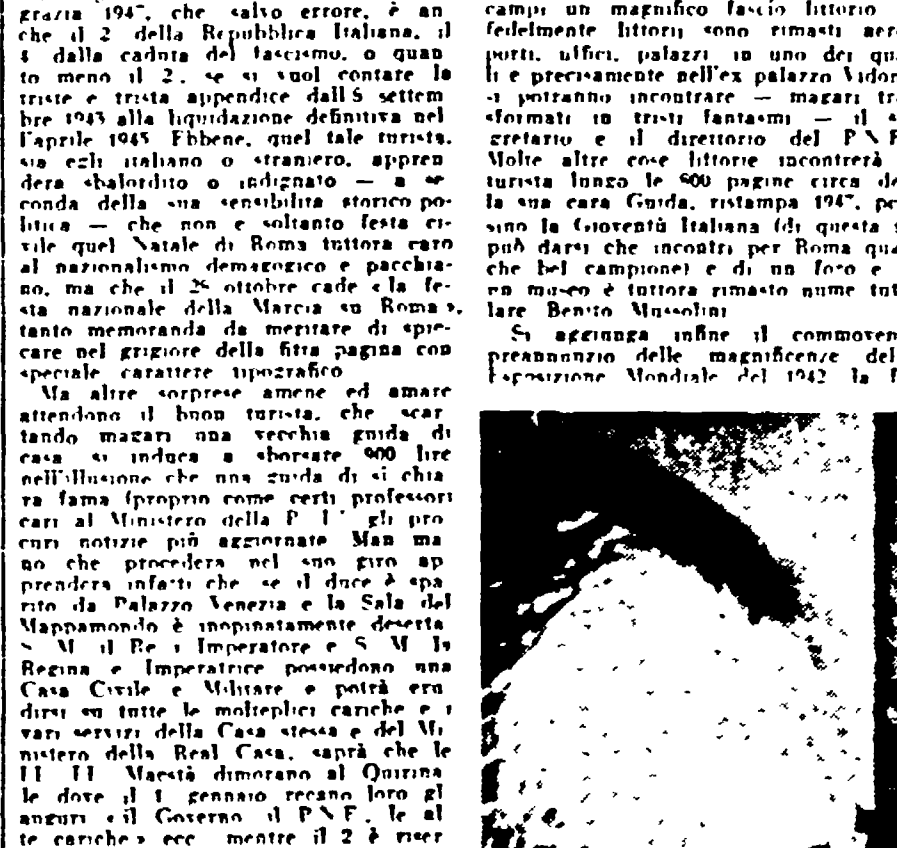 grazia 1947, che salvo errore, è an
che il 2 della Repubblica Italiana, il
4 dalla caduta del fascismo, o quan
to meno il 2, se si vuol contare la
triste e trista appendice dall'8 settem
bre 1943 alla liquidazione definitiva nel
l'aprile 1945 Ebbene, quel tale turista,
sia egli italiano o straniero, appren
dera sbalordito o indignato — a se
conda della sua sensibilità storico po-
litica — che non e soltanto festa ci-
vile quel Natale di Roma tuttora caro
al nazionalismo demagogico e pacchia-
no, ma che il 28 ottobre cade « la fe-
sta nazionale della Marcia su Roma »,
tanto memoranda da meritare di spic-
care nel grigiore della fitta pagina con
speciale carattere tipografico
Ma altre sorprese amene ed amare
attendono il buon turista, che scar
tando magari una vecchia guida di
casa si induca a sborsare 900 lire
nell'illusione che una guida di si chia
ra fama (proprio come certi professori
cari al Ministero della P I gli pro
curi notizie più aggiornate Man ma
no che procedera nel suo giro ap
prendera infatti che se il duce è spa
rito da Palazzo Venezia e la Sala del
Mappamondo è inopinatamente deserta
S M il Re Imperatore e S M la
Regina e Imperatrice possiedono una
Casa Civile e Militare e potrà eru
dirsi su tutte le molteplici cariche e i
vari servizi della Casa stessa e del Mi
nistero della Real Casa, saprà che le
LL Maestà dimorano al Quirina
le dove il 1 gennaio recano loro gl
auguri « il Governo il P N F, le al
te cariche » ecc mentre il 2 è riser
campi un magnifico fascio littorio
fedelmente littorii sono rimasti aero
porti, uffici, palazzi in uno dei qua
li e precisamente nell'ex palazzo Vidon
si potranno incontrare — magari tra
sformati in tristi fantasmi — il s
gretario e il direttorio del P N F
Molte altre cose littorie incontrerà
turista lungo le 800 pagine circa de
la sua cara Guida, ristampa 1947, pe
sino la Gioventù Italiana (di questa s
può darsi che incontri per Roma qua
che bel campione) e di un foro e
un museo è tuttora rimasto nume tut
lare Benito Mussolini
Si aggiunga infine il commoven
preannunzio delle magnificenze del
Esposizione Mondiale del 1942 la